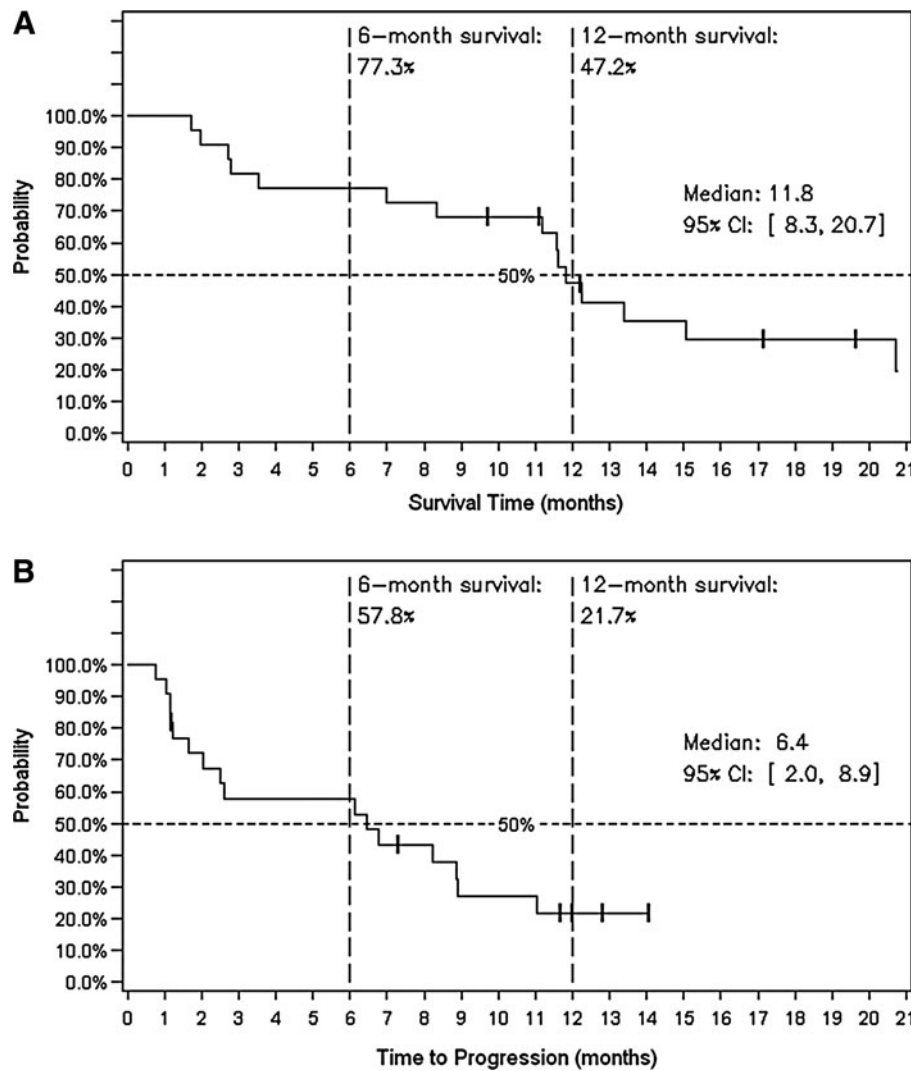 A
6-month survival:
77.3%
12-month survival:
47.2%
100.0%
90.0%
80.0%
70.0%
60.0%
50.0%
40.0%
30.0%
20.0%
10.0%
0.0%
Probability
Median: 11.8
95% CI: [ 8.3, 20.7]
50%
0 1 2 3 4 5 6 7 8 9 10 11 12 13 14 15 16 17 18 19 20 21
Survival Time (months)
B
6-month survival:
57.8%
12-month survival:
21.7%
100.0%
90.0%
80.0%
70.0%
60.0%
50.0%
40.0%
30.0%
20.0%
10.0%
0.0%
Probability
Median: 6.4
95% CI: [ 2.0, 8.9]
50%
0 1 2 3 4 5 6 7 8 9 10 11 12 13 14 15 16 17 18 19 20 21
Time to Progression (months)